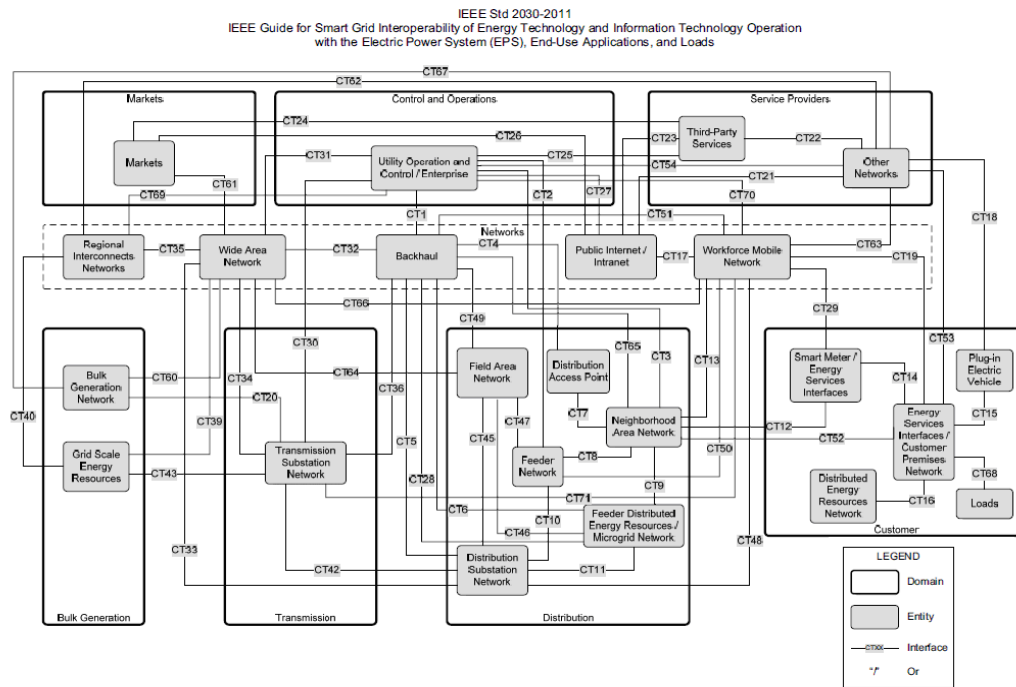 IEEE Std 2030-2011
IEEE Guide for Smart Grid Interoperability of Energy Technology and Information Technology Operation
with the Electric Power System (EPS), End-Use Applications, and Loads
CT67
CT62
Markets
Control and Operations
Service Providers
CT24
CT26
CT23
Third-Party
Services
CT22
Markets
CT31
Utility Operation and
Control / Enterprise
CT25
CT54
Other
Networks
CT61
CT69
CT2
CT27
CT21
CT70
CT1
CT51
CT18
Networks
Regional
Interconnects
Networks
CT35
Wide Area
Network
CT32
Backhaul
CT4
Public Internet /
Intranet
CT17
Workforce Mobile
Network
CT63
CT19
CT66
CT29
CT49
CT30
CT34
CT64
CT36
CT65
CT3
CT13
CT53
Bulk
Generation
Network
CT60
CT20
CT39
CT40
Field Area
Network
Distribution
Access Point
Smart Meter /
Energy
Services
Interfaces
CT14
Plug-in
Electric
Vehicle
CT15
CT7
CT47
CT45
CT5
Neighborhood
Area Network
CT12
CT52
Energy
Services
Interfaces /
Customer
Premises
Network
Grid Scale
Energy
Resources
CT43
Transmission
Substation
Network
CT28
Feeder
Network
CT8
CT50
CT9
CT68
CT71
Distributed
Energy
Resources
Network
CT16
Loads
CT6
CT10
CT46
Feeder Distributed
Energy Resources /
Microgrid Network
Customer
CT33
CT48
CT42
Distribution
Substation
Network
CT11
Bulk Generation
Transmission
Distribution
LEGEND
Domain
Entity
CTXX
Interface
"/"
Or